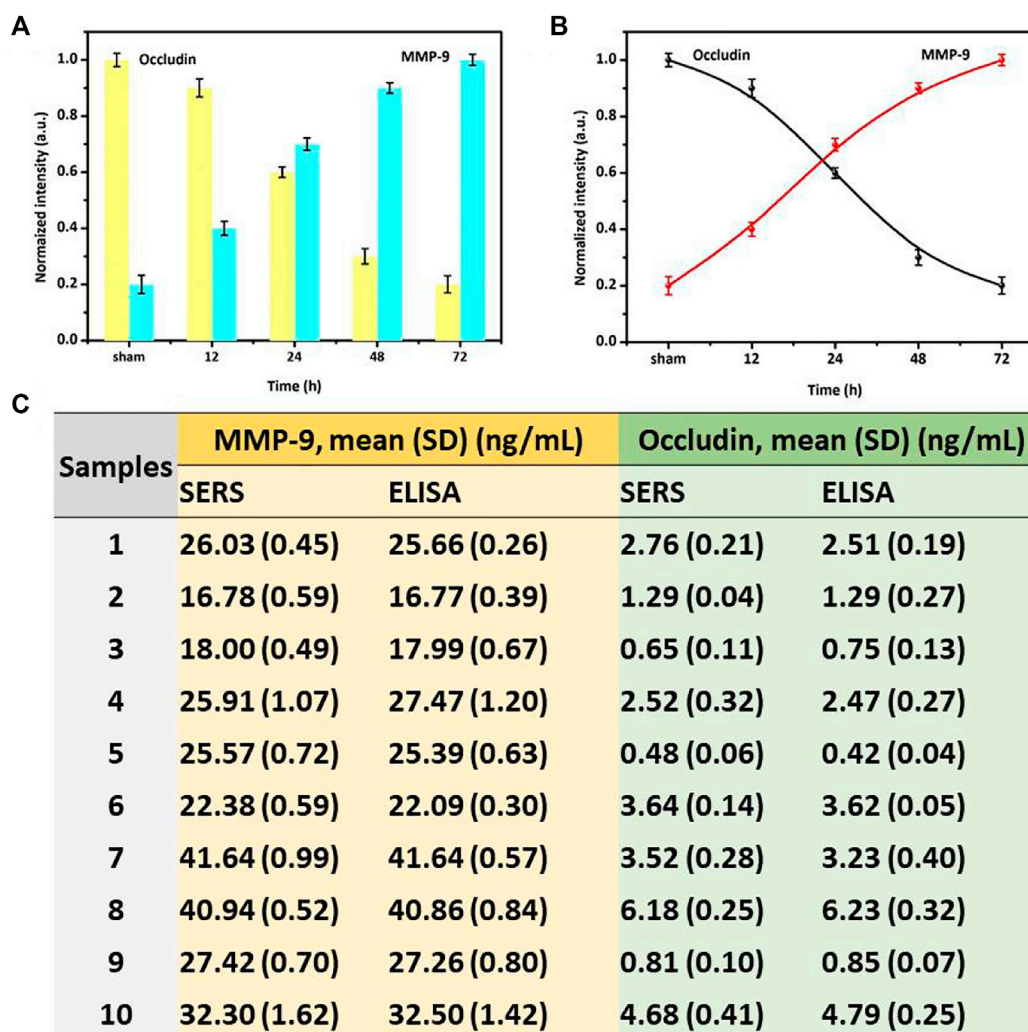 A
Normaized intensity (a.u.)
1.0
0.8
0.6
0.4
0.2
0.0
Occludin
MMP-9
sham 12 24 48 72
Time (h)
B
Normalized intensity (a.u.)
1.0
0.8
0.6
0.4
0.2
0.0
Occludin
MMP-9
sham 12 24 48 72
Time (h)
C
Samples MMP-9, mean (SD) (ng/mL) Occludin, mean (SD) (ng/mL)
SERS ELISA SERS ELISA
1 26.03 (0.45) 25.66 (0.26) 2.76 (0.21) 2.51 (0.19)
2 16.78 (0.59) 16.77 (0.39) 1.29 (0.04) 1.29 (0.27)
3 18.00 (0.49) 17.99 (0.67) 0.65 (0.11) 0.75 (0.13)
4 25.91 (1.07) 27.47 (1.20) 2.52 (0.32) 2.47 (0.27)
5 25.57 (0.72) 25.39 (0.63) 0.48 (0.06) 0.42 (0.04)
6 22.38 (0.59) 22.09 (0.30) 3.64 (0.14) 3.62 (0.05)
7 41.64 (0.99) 41.64 (0.57) 3.52 (0.28) 3.23 (0.40)
8 40.94 (0.52) 40.86 (0.84) 6.18 (0.25) 6.23 (0.32)
9 27.42 (0.70) 27.26 (0.80) 0.81 (0.10) 0.85 (0.07)
10 32.30 (1.62) 32.50 (1.42) 4.68 (0.41) 4.79 (0.25)